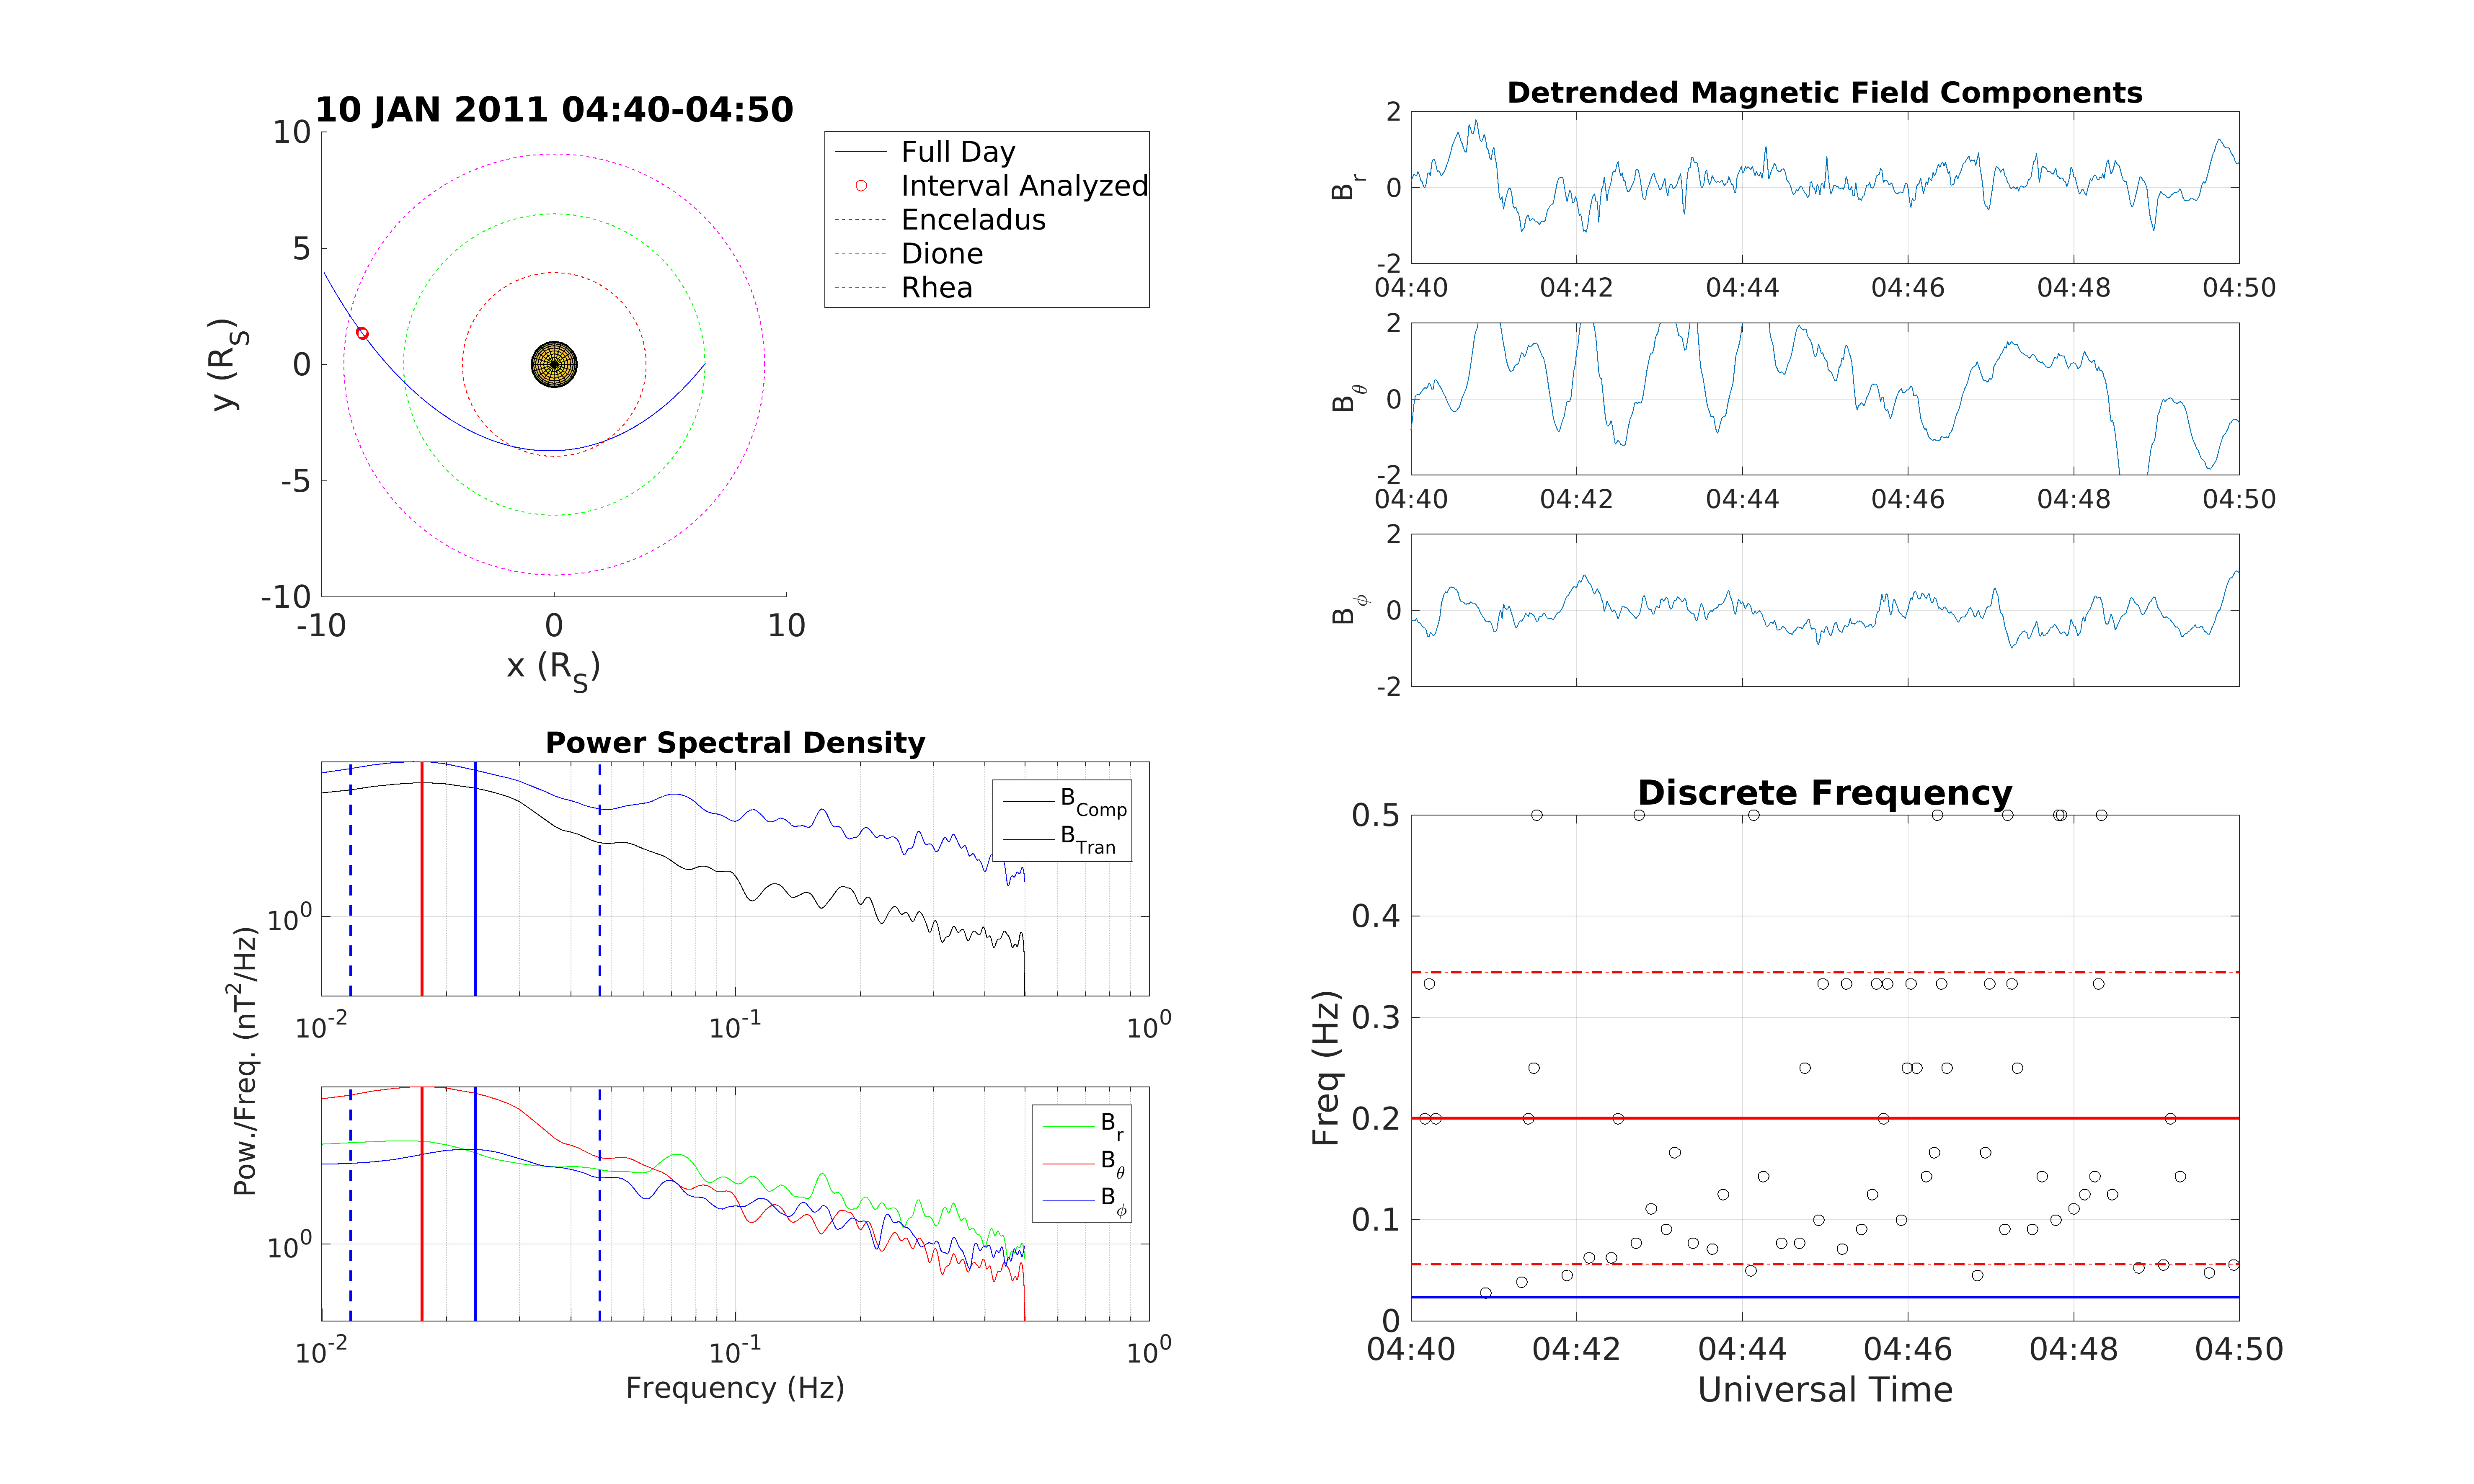 10 JAN 2011 04:40-04:50
10
5
0
-5
-10
-10 0 10
y (R_S)
x (R_S)
Full Day
Interval Analyzed
Enceladus
Dione
Rhea
Detrended Magnetic Field Components
2
0
-2
B_r
04:40 04:42 04:44 04:46 04:48 04:50
2
0
-2
B_θ
04:40 04:42 04:44 04:46 04:48 04:50
2
0
-2
B_ϕ
Power Spectral Density
B_Comp
B_Tran
10^0
10^-2 10^-1 10^0
Pow./Freq. (nT^2/Hz)
B_r
B_θ
B_ϕ
10^0
10^-2 10^-1 10^0
Frequency (Hz)
Discrete Frequency
0.5
0.4
0.3
0.2
0.1
0
Freq (Hz)
04:40 04:42 04:44 04:46 04:48 04:50
Universal Time